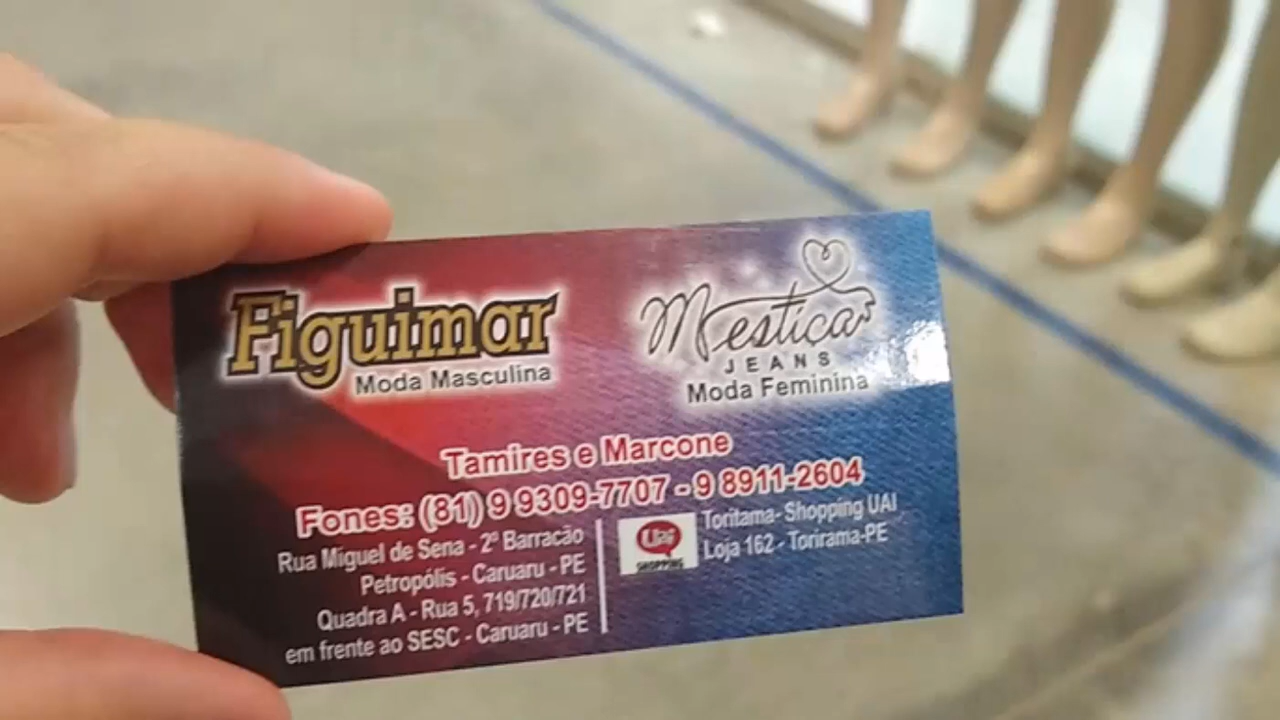 Figuimar
Moda Masculina
Mestiça
JEANS
Moda Feminina
Tamires e Marcone
Fones: (81) 9 9309-7707 - 9 8911-2604
Rua Miguel de Sena - 2º Barracão
Petropólis - Caruaru - PE
Quadra A - Rua 5, 719/720/721
em frente ao SESC - Caruaru - PE
Uai
SHOPPING
Toritama- Shopping UAI
Loja 162 - Torirama-PE